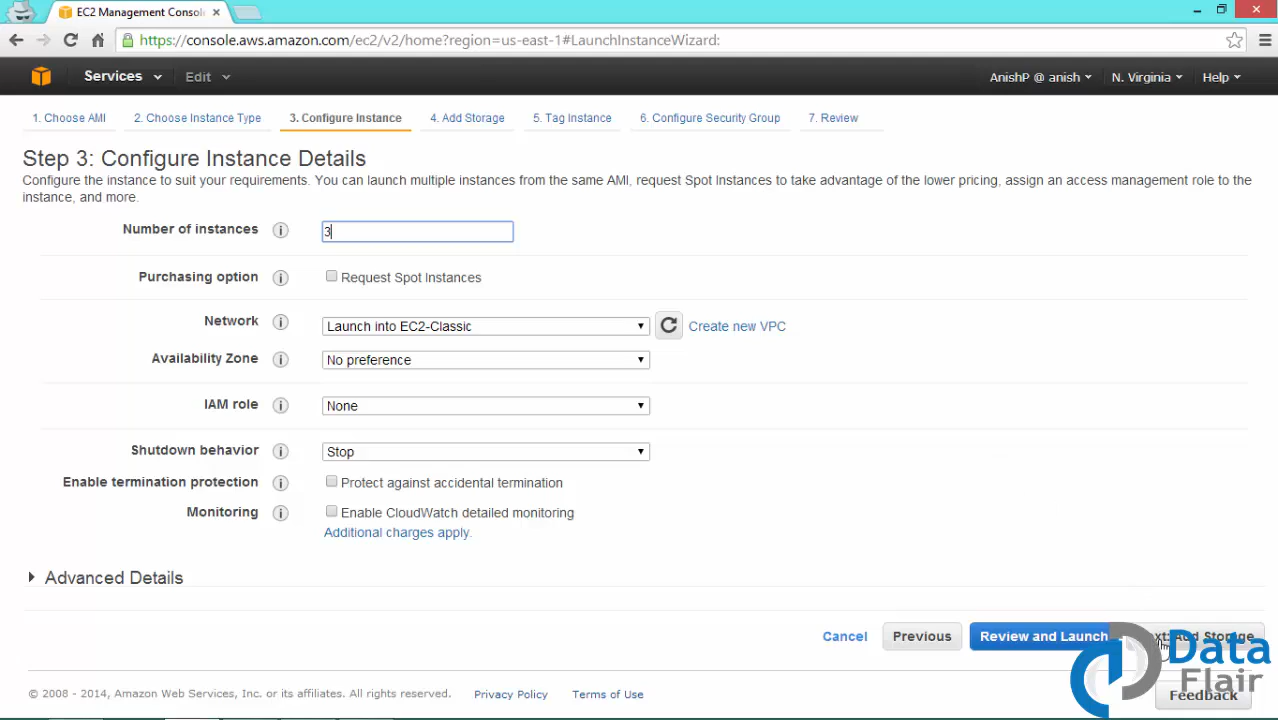 EC2 Management Consol
https://console.aws.amazon.com/ec2/v2/home?region=us-east-1#LaunchInstanceWizard:
Services Edit AnishP @ anish N. Virginia Help
1. Choose AMI 2. Choose Instance Type 3. Configure Instance 4. Add Storage 5. Tag Instance 6. Configure Security Group 7. Review
Step 3: Configure Instance Details
Configure the instance to suit your requirements. You can launch multiple instances from the same AMI, request Spot Instances to take advantage of the lower pricing, assign an access management role to the
instance, and more.
Number of instances 3
Purchasing option Request Spot Instances
Network Launch into EC2-Classic Create new VPC
Availability Zone No preference
IAM role None
Shutdown behavior Stop
Enable termination protection Protect against accidental termination
Monitoring Enable CloudWatch detailed monitoring
Additional charges apply.
Advanced Details
Cancel Previous Review and Launch Add Storage
Data
Flair
Feedback
© 2008 - 2014, Amazon Web Services, Inc. or its affiliates. All rights reserved. Privacy Policy Terms of Use